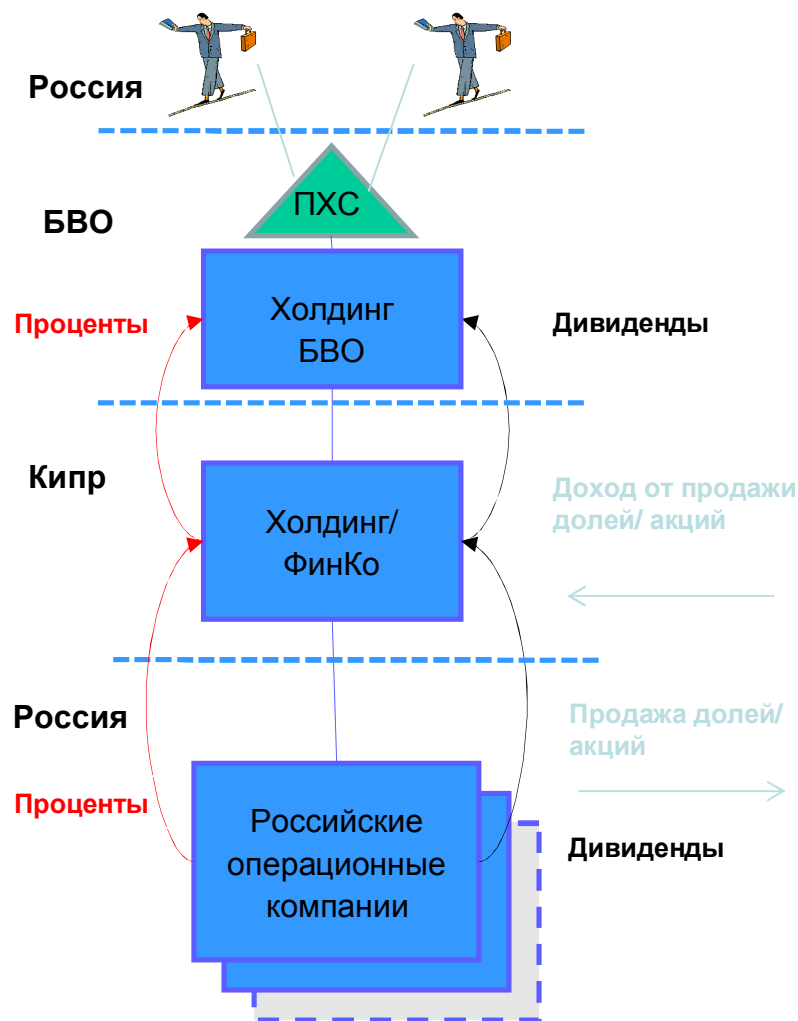 Россия
ПХС
БВО
Проценты
Холдинг
БВО
Дивиденды
Кипр
Холдинг/
ФинКо
Доход от продажи
долей/ акций
Россия
Продажа долей/
акций
Проценты
Российские
операционные
компании
Дивиденды